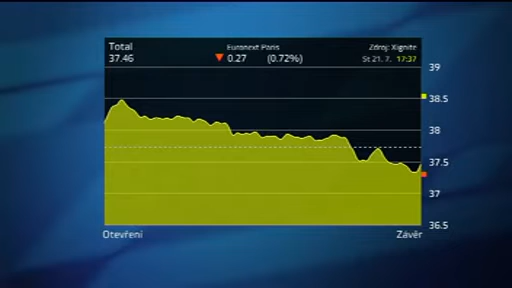 Total Euronext Paris Zdroj: Xignite
37.46 0.27 (0.72%) St 21. 7. 17:37
39
38.5
38
37.5
37
36.5
Otevření Závěr